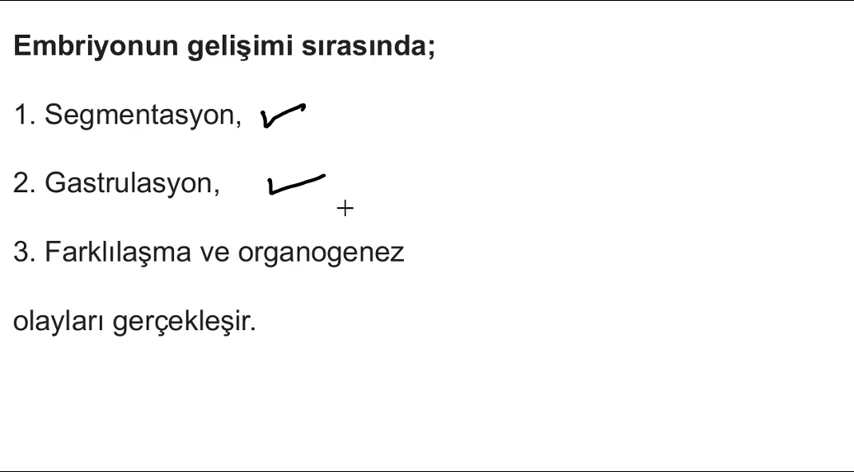 Embriyonun gelişimi sırasında;
1. Segmentasyon,
2. Gastrulasyon,
3. Farklılaşma ve organogenez
olayları gerçekleşir.